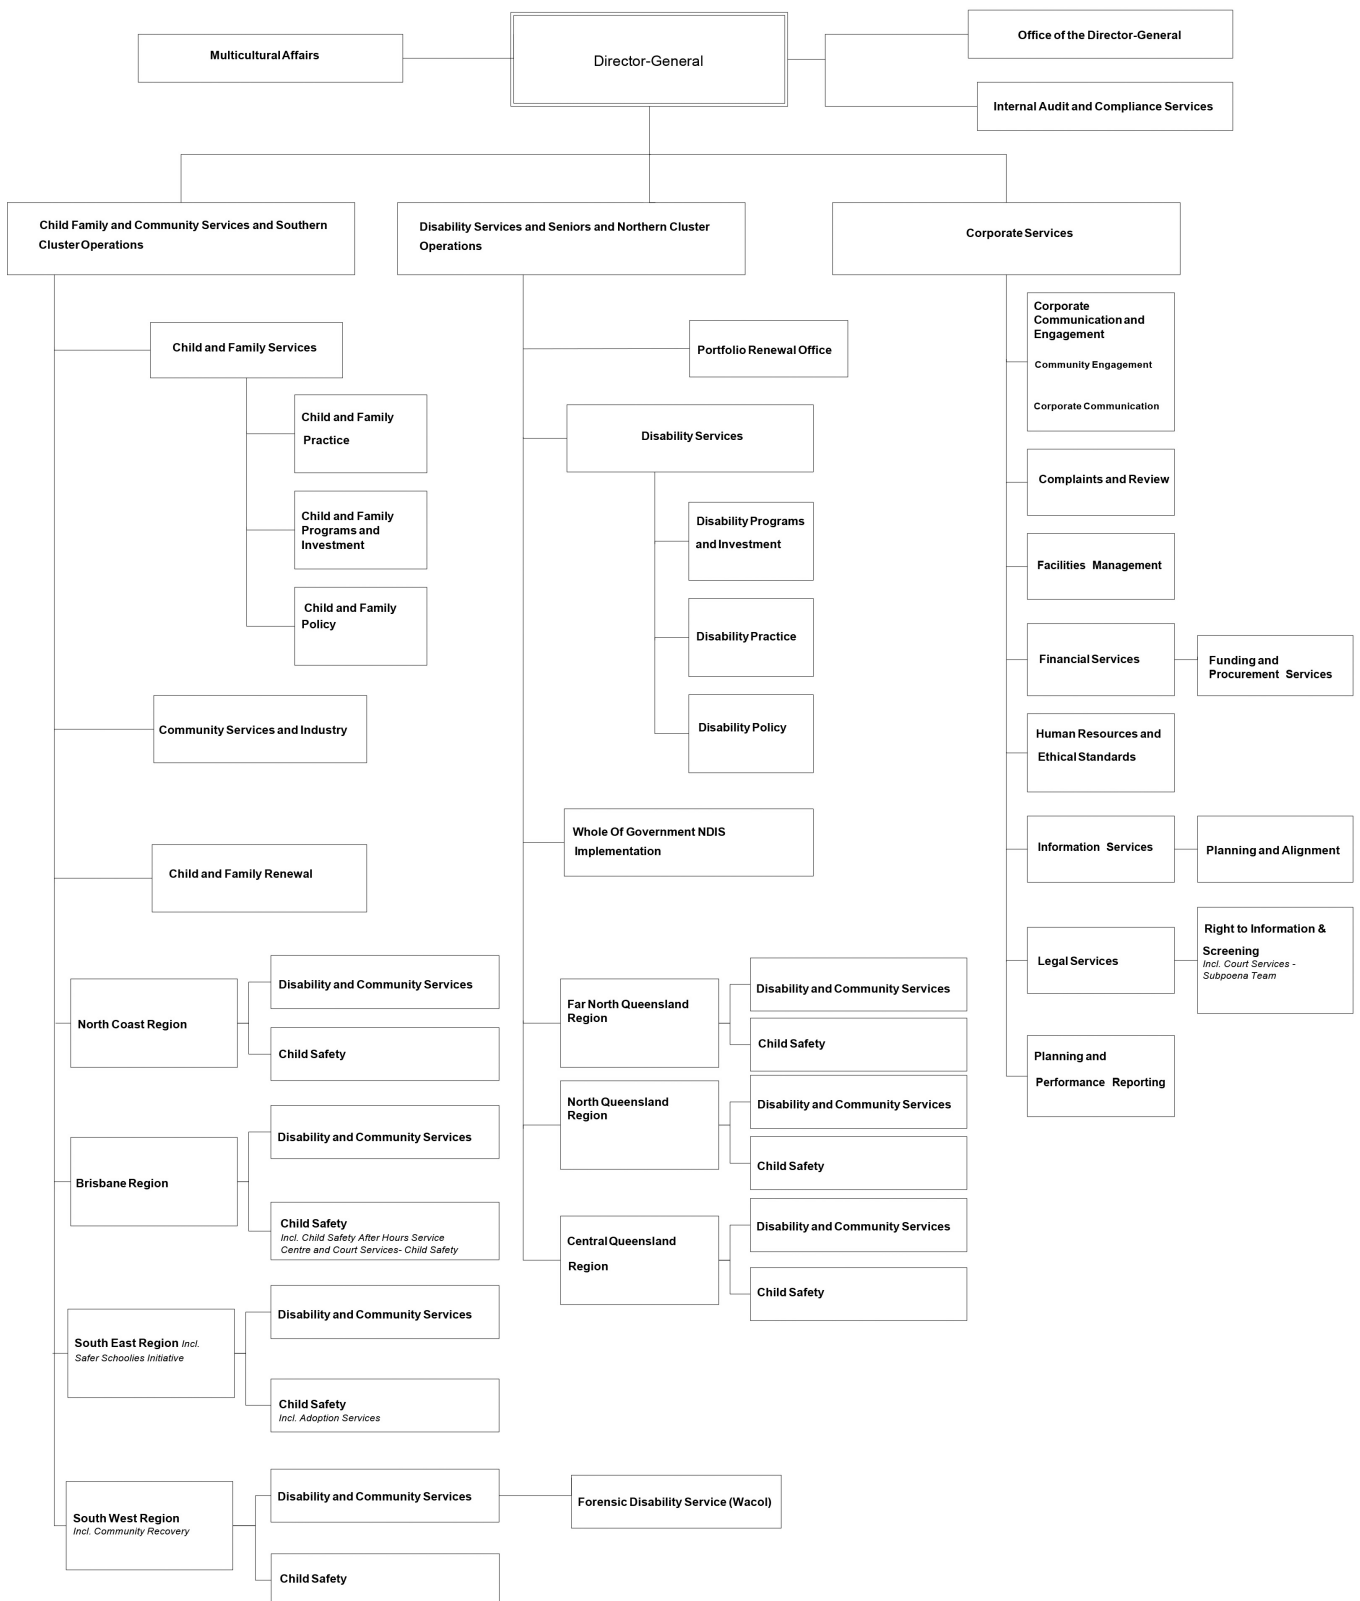 Multicultural Affairs
Director-General
Office of the Director-General
Internal Audit and Compliance Services
Child Family and Community Services and Southern
Cluster Operations
Disability Services and Seniors and Northern Cluster
Operations
Corporate Services
Child and Family Services
Child and Family
Practice
Child and Family
Programs and
Investment
Child and Family
Policy
Community Services and Industry
Child and Family Renewal
North Coast Region
Disability and Community Services
Child Safety
Brisbane Region
Disability and Community Services
Child Safety
Incl. Child Safety After Hours Service
Centre and Court Services- Child Safety
South East Region Incl.
Safer Schoolies Initiative
Disability and Community Services
Child Safety
Incl. Adoption Services
South West Region
Incl. Community Recovery
Disability and Community Services
Forensic Disability Service (Wacol)
Child Safety
Portfolio Renewal Office
Disability Services
Disability Programs
and Investment
Disability Practice
Disability Policy
Whole Of Government NDIS
Implementation
Far North Queensland
Region
Disability and Community Services
Child Safety
North Queensland
Region
Disability and Community Services
Child Safety
Central Queensland
Region
Disability and Community Services
Child Safety
Corporate
Communication and
Engagement
Community Engagement
Corporate Communication
Complaints and Review
Facilities Management
Financial Services
Funding and
Procurement Services
Human Resources and
Ethical Standards
Information Services
Planning and Alignment
Legal Services
Right to Information &
Screening
Incl. Court Services -
Subpoena Team
Planning and
Performance Reporting